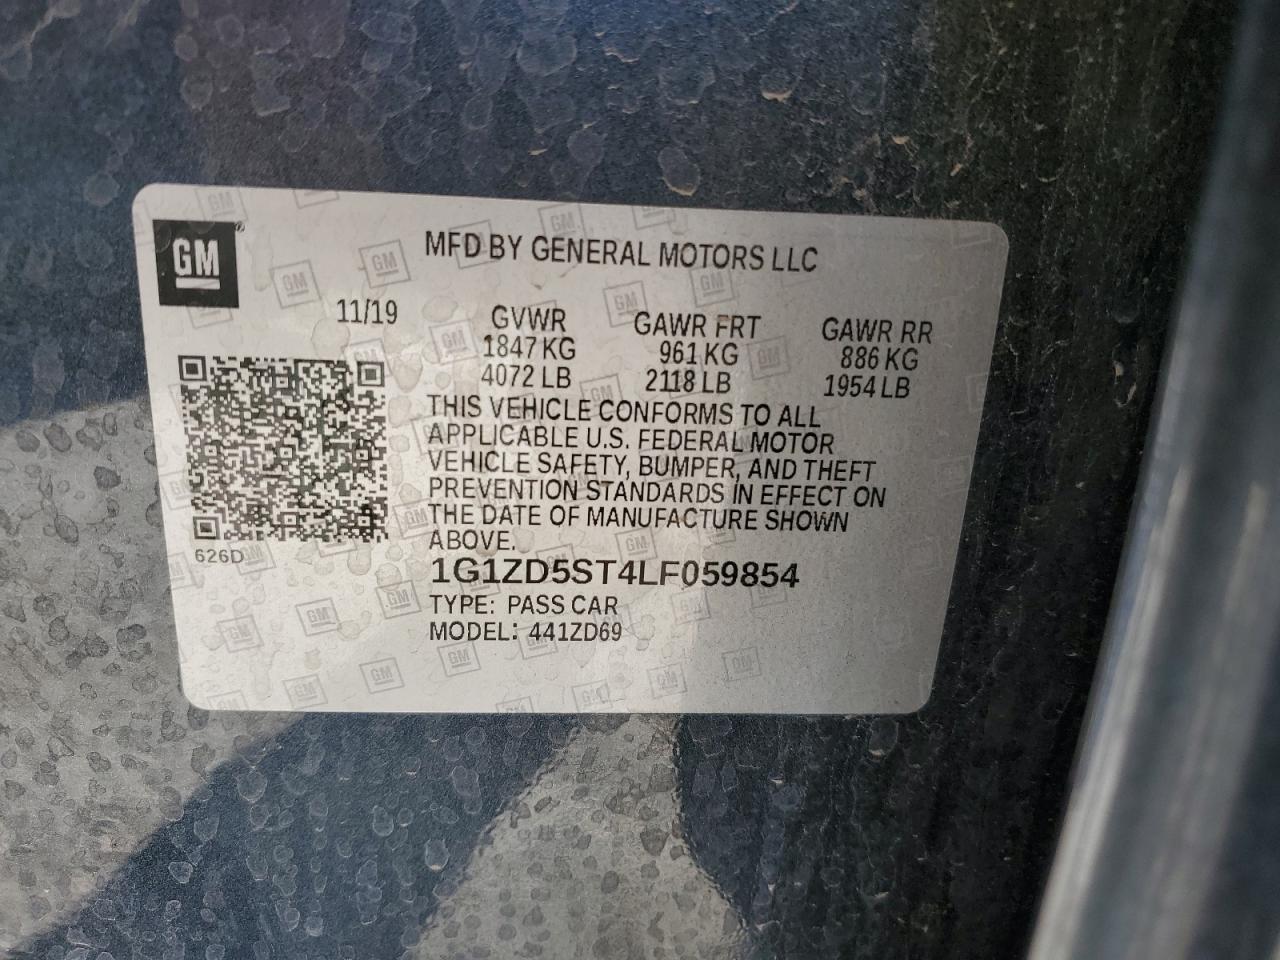 GM
MFD BY GENERAL MOTORS LLC
11/19 GVWR GAWR FRT GAWR RR
1847 KG 961 KG 886 KG
4072 LB 2118 LB 1954 LB
THIS VEHICLE CONFORMS TO ALL
APPLICABLE U.S. FEDERAL MOTOR
VEHICLE SAFETY, BUMPER, AND THEFT
PREVENTION STANDARDS IN EFFECT ON
THE DATE OF MANUFACTURE SHOWN
ABOVE.
626D
1G1ZD5ST4LF059854
TYPE: PASS CAR
MODEL: 441ZD69